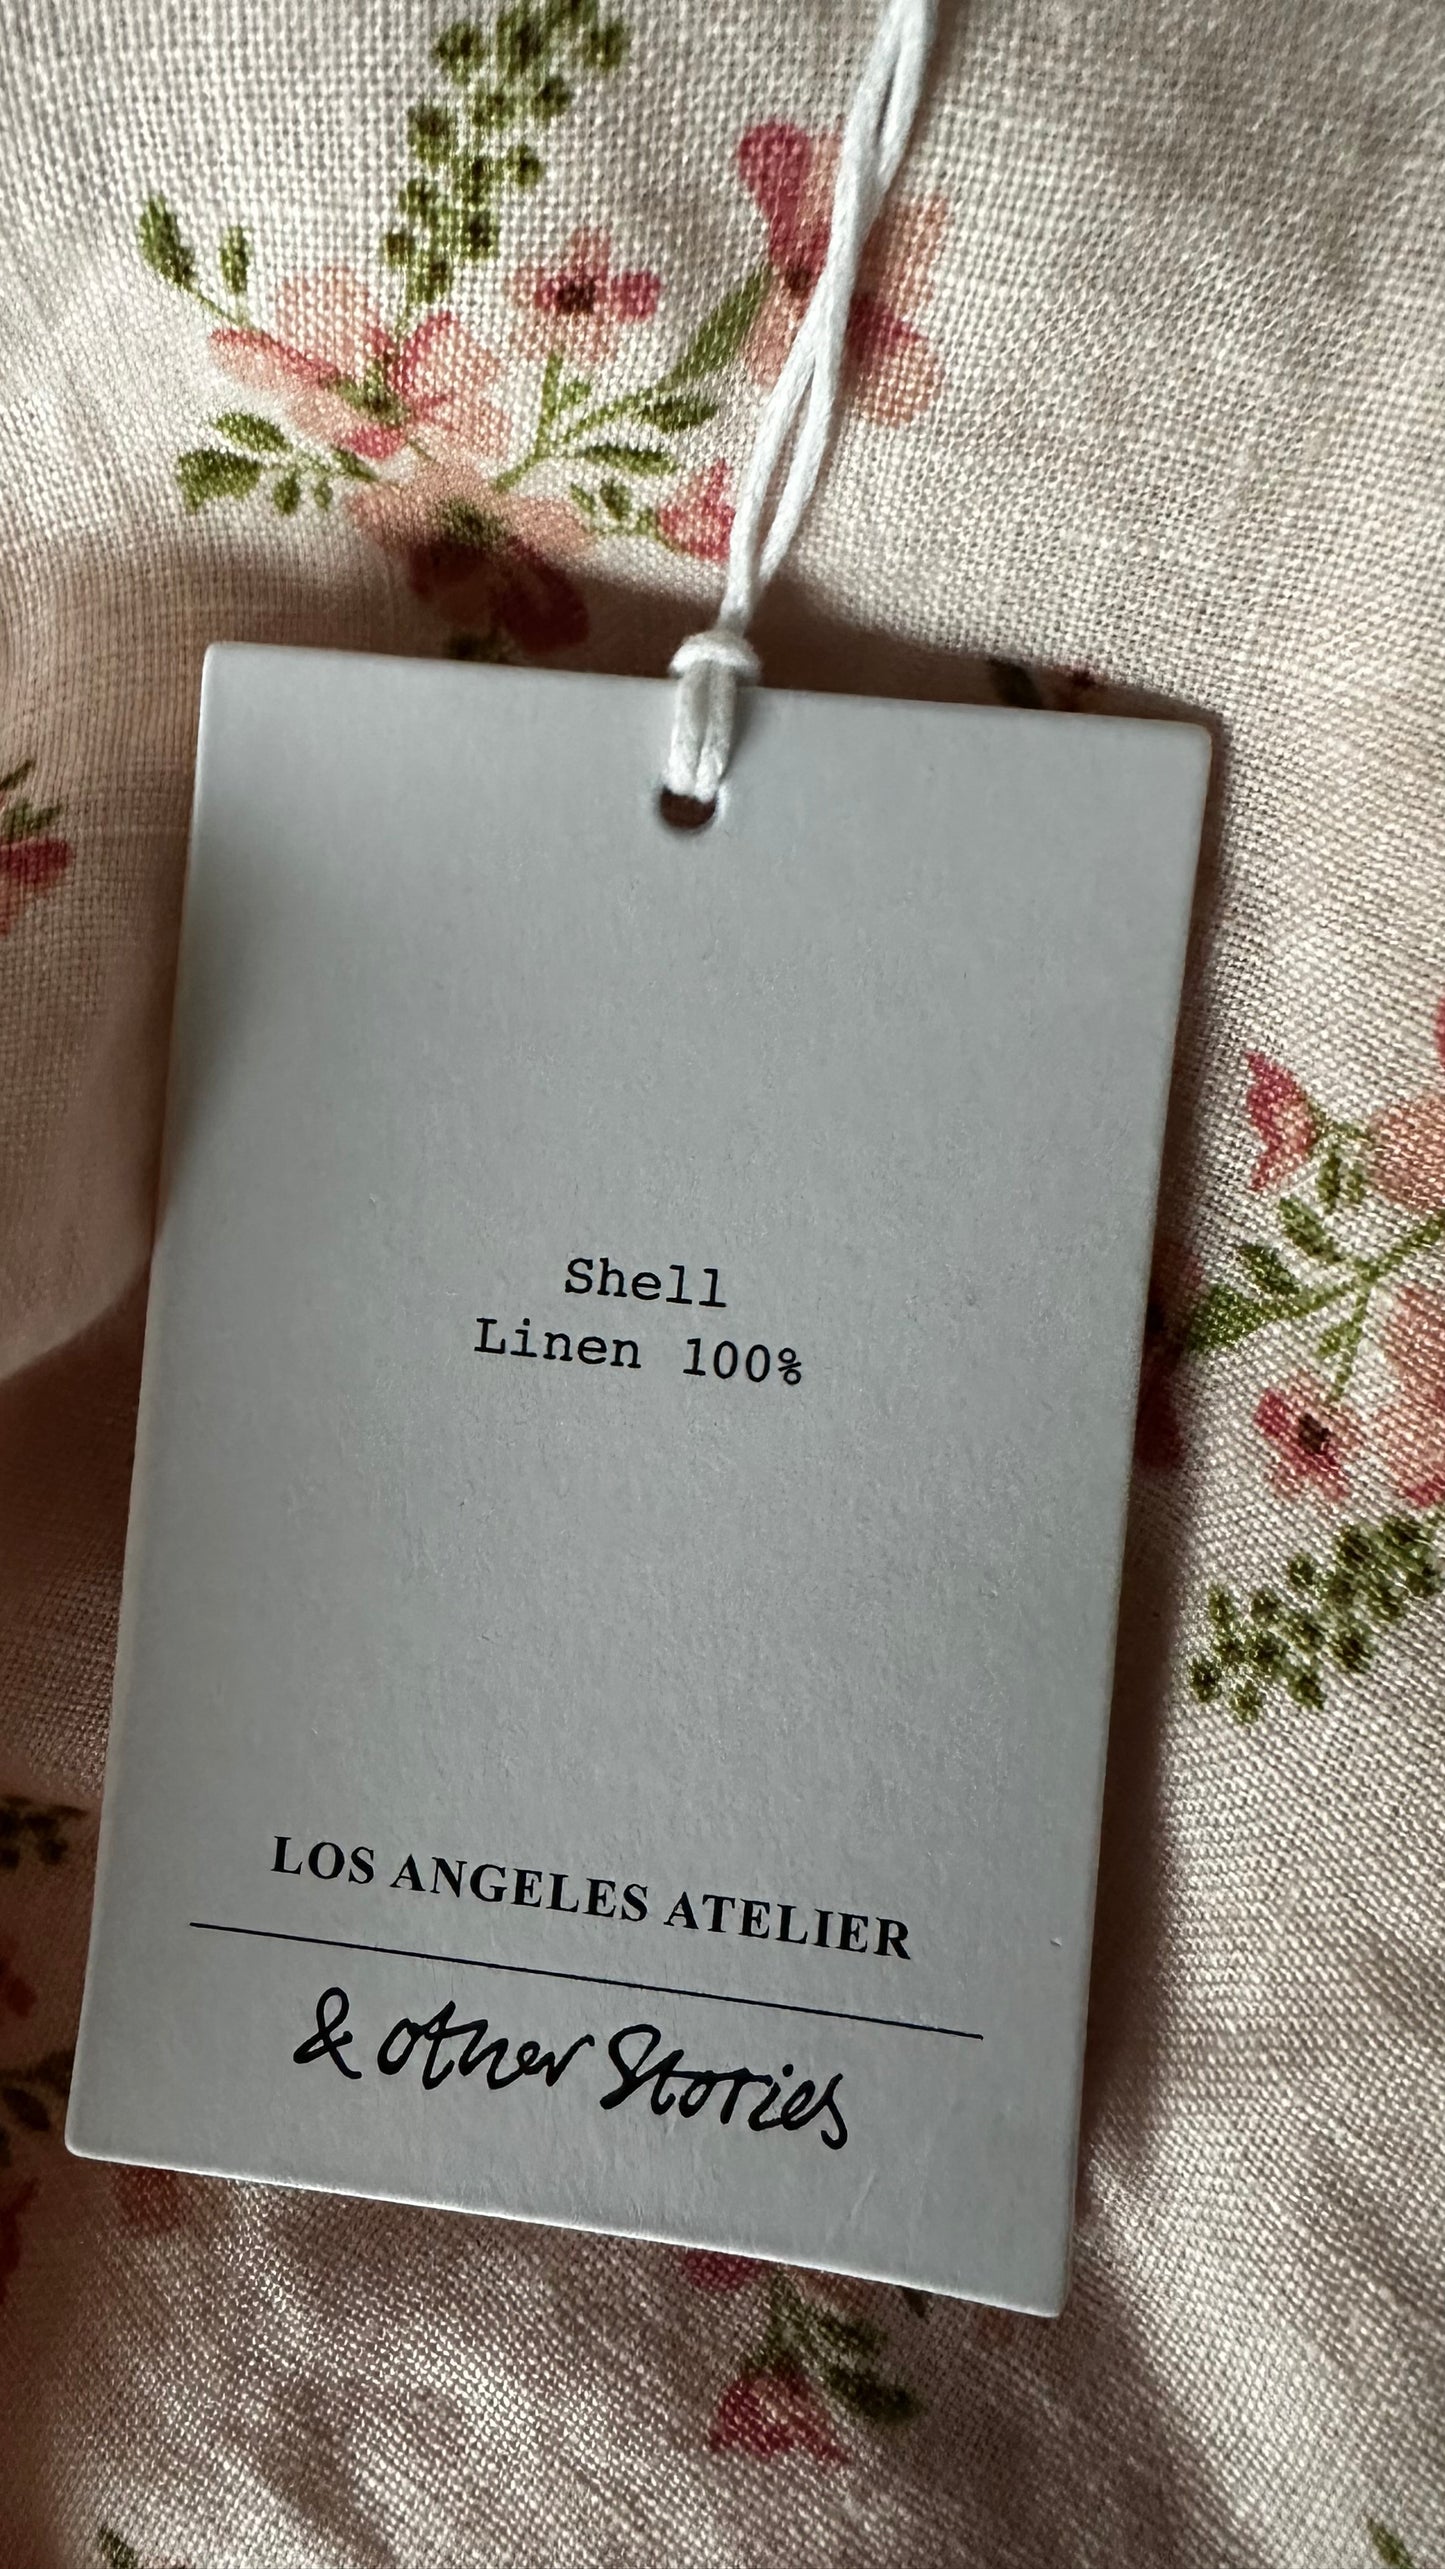 Shell
Linen 100%
LOS ANGELES ATELIER
& other Stories